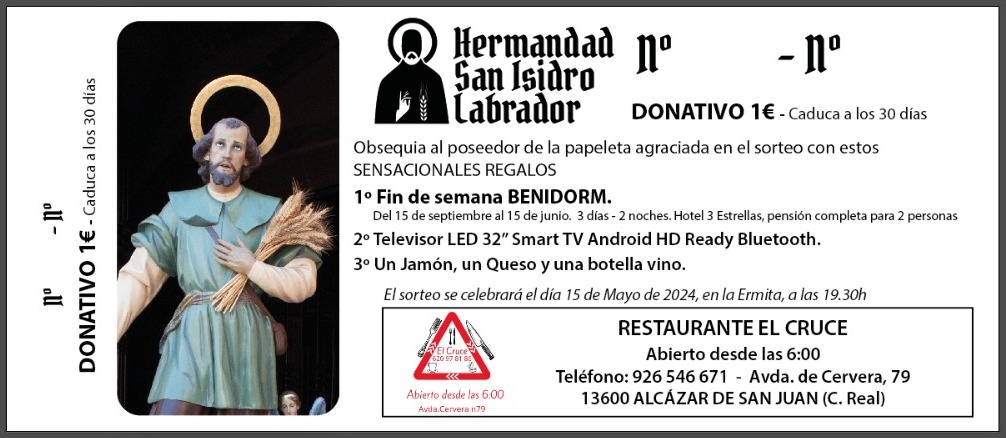 Nº - Nº
DONATIVO 1€ - Caduca a los 30 días
Hermandad
San Isidro
Labrador
Nº - Nº
DONATIVO 1€ - Caduca a los 30 días
Obsequia al poseedor de la papeleta agraciada en el sorteo con estos
SENSACIONALES REGALOS
1º Fin de semana BENIDORM.
Del 15 de septiembre al 15 de junio. 3 días - 2 noches. Hotel 3 Estrellas, pensión completa para 2 personas
2º Televisor LED 32” Smart TV Android HD Ready Bluetooth.
3º Un Jamón, un Queso y una botella vino.
El sorteo se celebrará el día 15 de Mayo de 2024, en la Ermita, a las 19.30h
El Cruce
620 97 81 86
Abierto desde las 6:00
Avda.Cervera n79
RESTAURANTE EL CRUCE
Abierto desde las 6:00
Teléfono: 926 546 671 - Avda. de Cervera, 79
13600 ALCÁZAR DE SAN JUAN (C. Real)